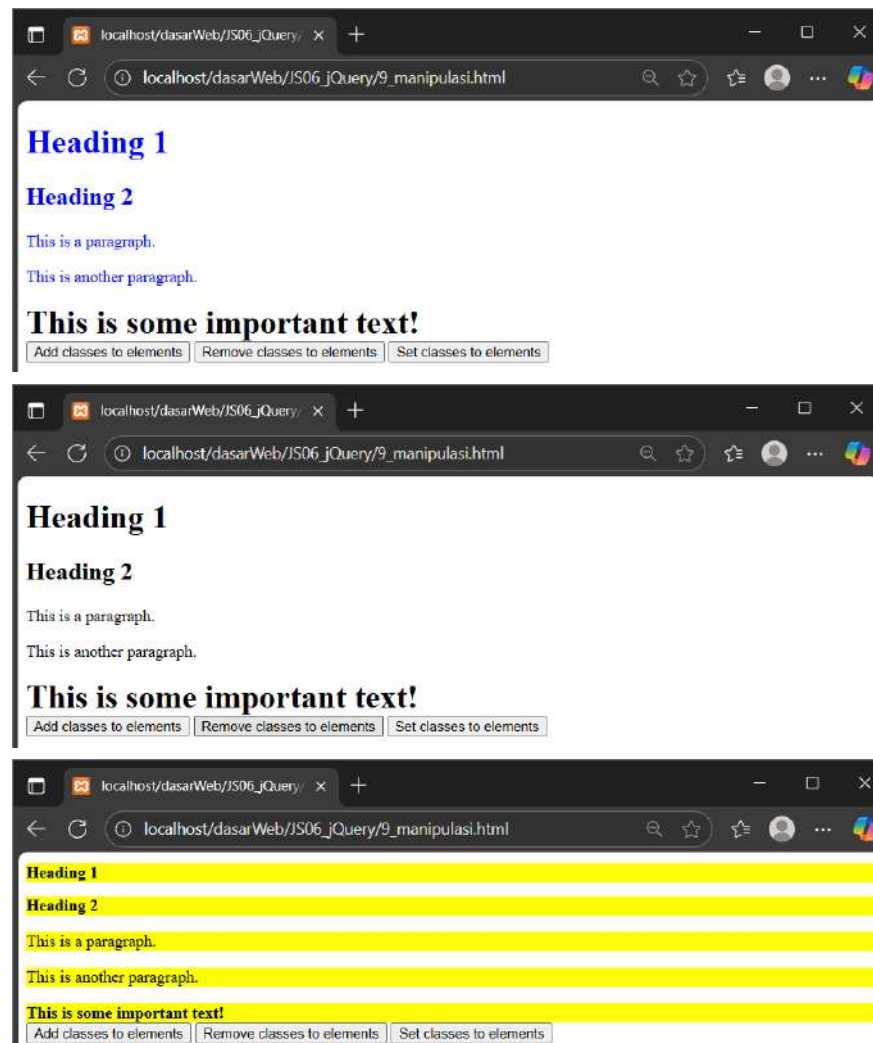 localhost/dasarWeb/JS06_jQuery/
localhost/dasarWeb/JS06_jQuery/9_manipulasi.html
Heading 1
Heading 2
This is a paragraph.
This is another paragraph.
This is some important text!
Add classes to elements Remove classes to elements Set classes to elements
localhost/dasarWeb/JS06_jQuery/
localhost/dasarWeb/JS06_jQuery/9_manipulasi.html
Heading 1
Heading 2
This is a paragraph.
This is another paragraph.
This is some important text!
Add classes to elements Remove classes to elements Set classes to elements
localhost/dasarWeb/JS06_jQuery/
localhost/dasarWeb/JS06_jQuery/9_manipulasi.html
Heading 1
Heading 2
This is a paragraph.
This is another paragraph.
This is some important text!
Add classes to elements Remove classes to elements Set classes to elements